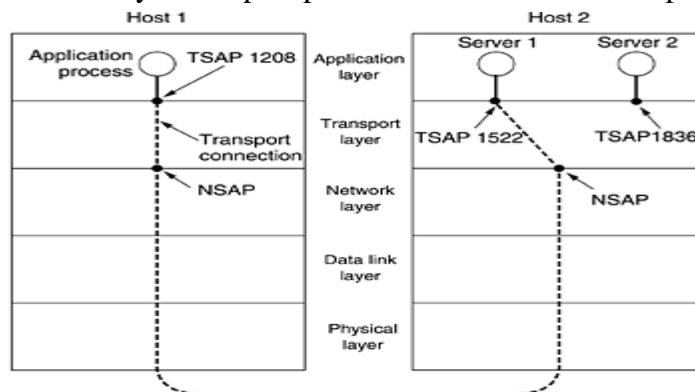 Host 1
Host 2
Application
process
TSAP 1208
Application
layer
Server 1
Server 2
Transport
connection
Transport
layer
TSAP 1522
TSAP1836
NSAP
Network
layer
NSAP
Data link
layer
Physical
layer